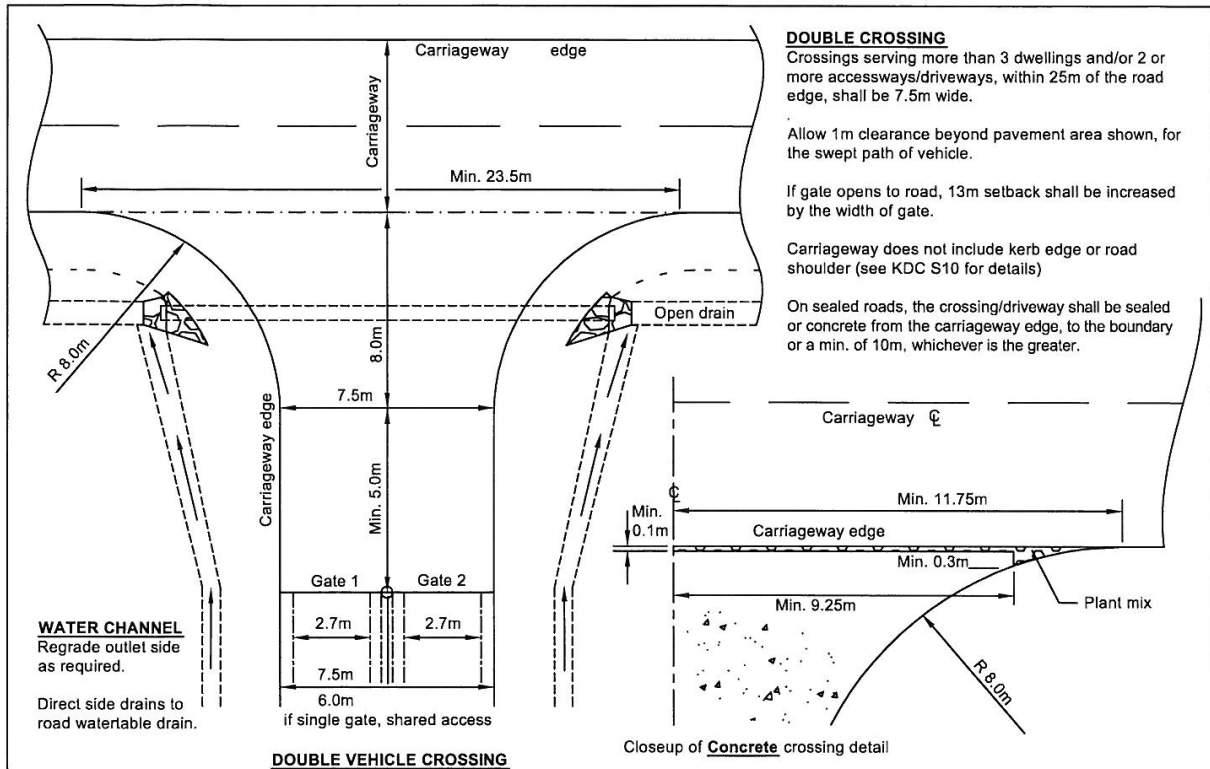 Carriageway edge
Carriageway
Min. 23.5m
R 8.0m
8.0m
Open drain
7.5m
Carriageway edge
Min. 5.0m
Gate 1
Gate 2
2.7m
2.7m
7.5m
6.0m
if single gate, shared access
DOUBLE VEHICLE CROSSING
WATER CHANNEL
Regrade outlet side
as required.
Direct side drains to
road watertable drain.
DOUBLE CROSSING
Crossings serving more than 3 dwellings and/or 2 or
more accessways/driveways, within 25m of the road
edge, shall be 7.5m wide.
.
Allow 1m clearance beyond pavement area shown, for
the swept path of vehicle.
If gate opens to road, 13m setback shall be increased
by the width of gate.
Carriageway does not include kerb edge or road
shoulder (see KDC S10 for details)
On sealed roads, the crossing/driveway shall be sealed
or concrete from the carriageway edge, to the boundary
or a min. of 10m, whichever is the greater.
Carriageway ℄
℄
Min. 11.75m
Min.
0.1m
Carriageway edge
Min. 0.3m
Min. 9.25m
Plant mix
R 8.0m
Closeup of Concrete crossing detail